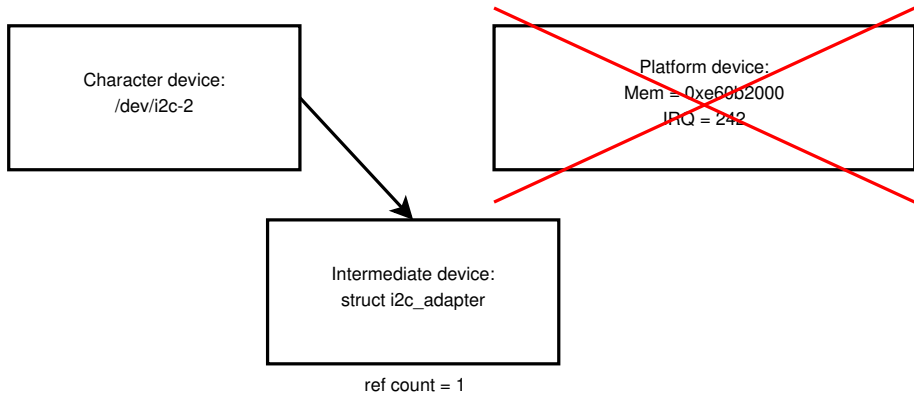 Character device:
/dev/i2c-2
Platform device:
Mem = 0xe60b2000
IRQ = 242
Intermediate device:
struct i2c_adapter
ref count = 1